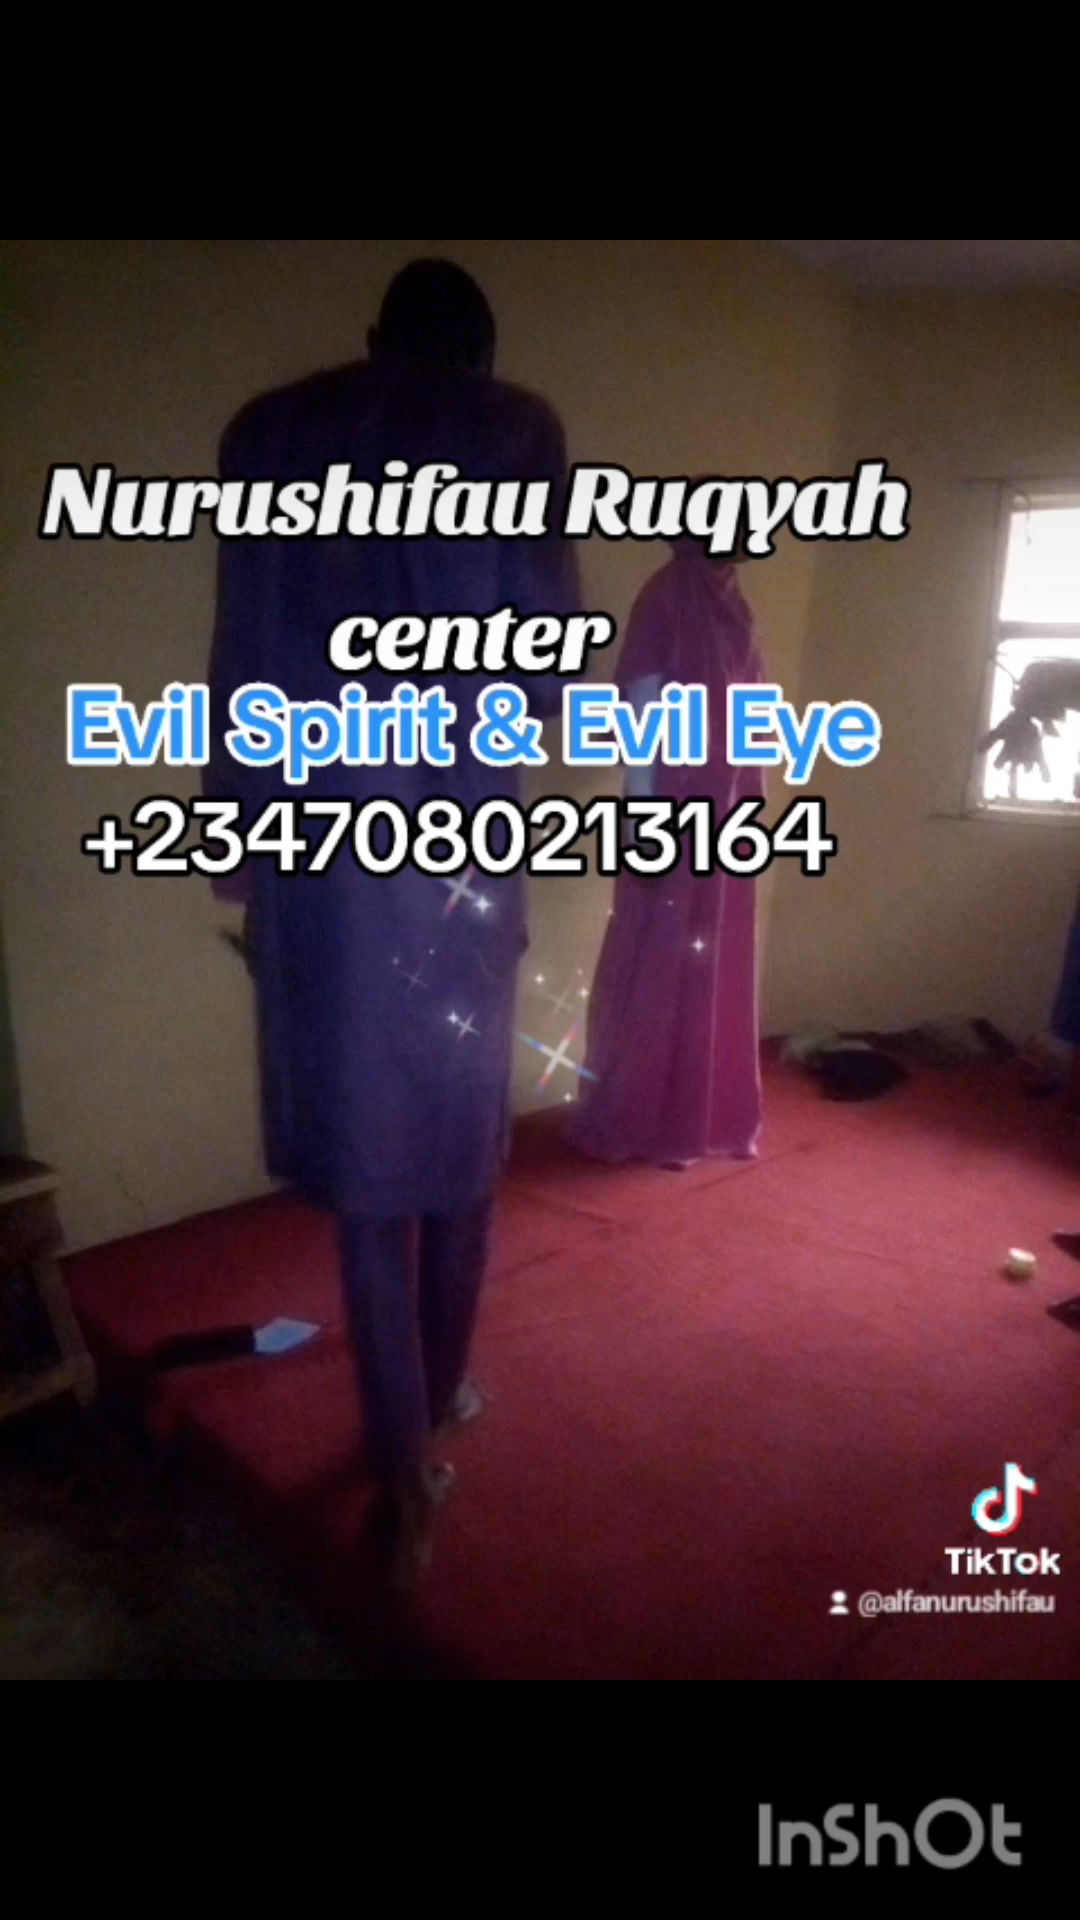 Nurushifau Ruqyah
center
Evil Spirit & Evil Eye
+2347080213164
TikTok
@alfanurushifau
InShOt